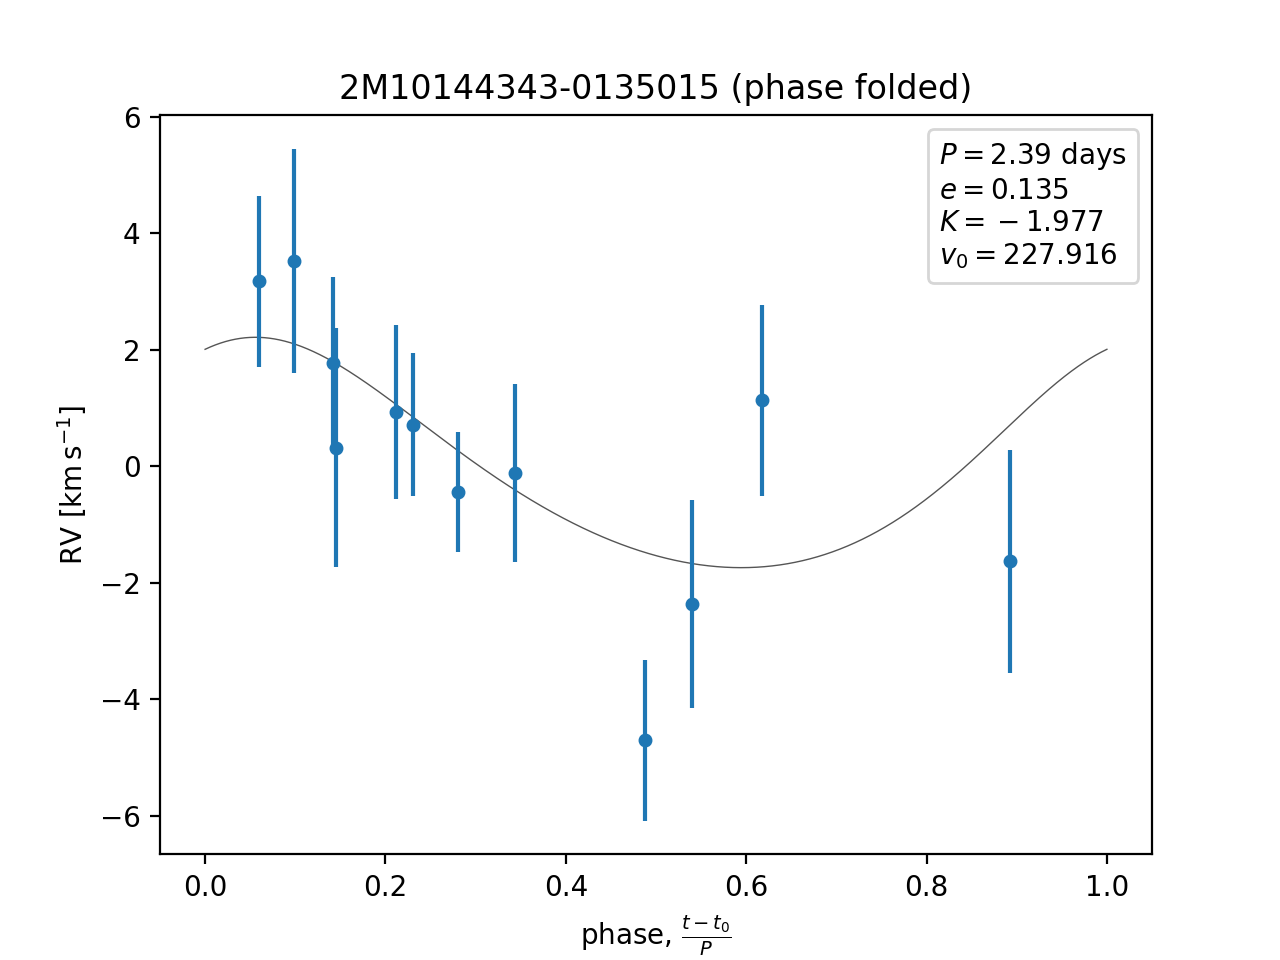 2M10144343-0135015 (phase folded)
P = 2.39 days
e = 0.135
K = −1.977
v₀ = 227.916
RV [km s⁻¹]
6
4
2
0
−2
−4
−6
0.0 0.2 0.4 0.6 0.8 1.0
phase, (t − t₀)/P